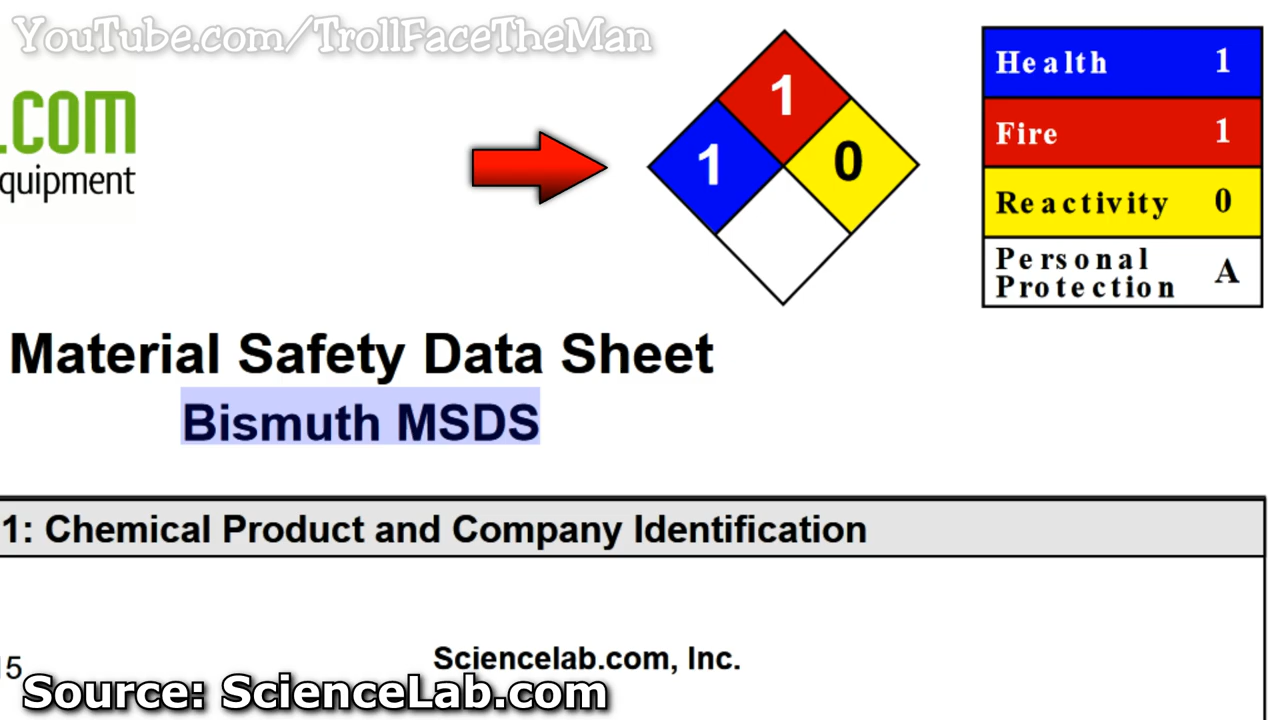 YouTube.com/TrollFaceTheMan
.com
quipment
1
1
0
Health 1
Fire 1
Reactivity 0
Personal
Protection A
Material Safety Data Sheet
Bismuth MSDS
1: Chemical Product and Company Identification
Sciencelab.com, Inc.
15
Source: ScienceLab.com